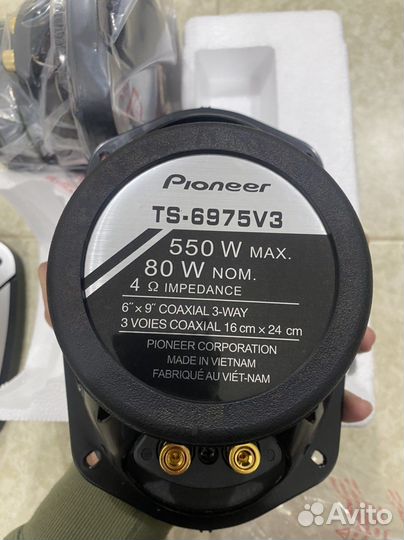 Pioneer
TS-6975V3
550 W MAX.
80 W NOM.
4 Ω IMPEDANCE
6" x 9" COAXIAL 3-WAY
3 VOIES COAXIAL 16 cm x 24 cm
PIONEER CORPORATION
MADE IN VIETNAM
FABRIQUÉ AU VIÉT-NAM
Avito